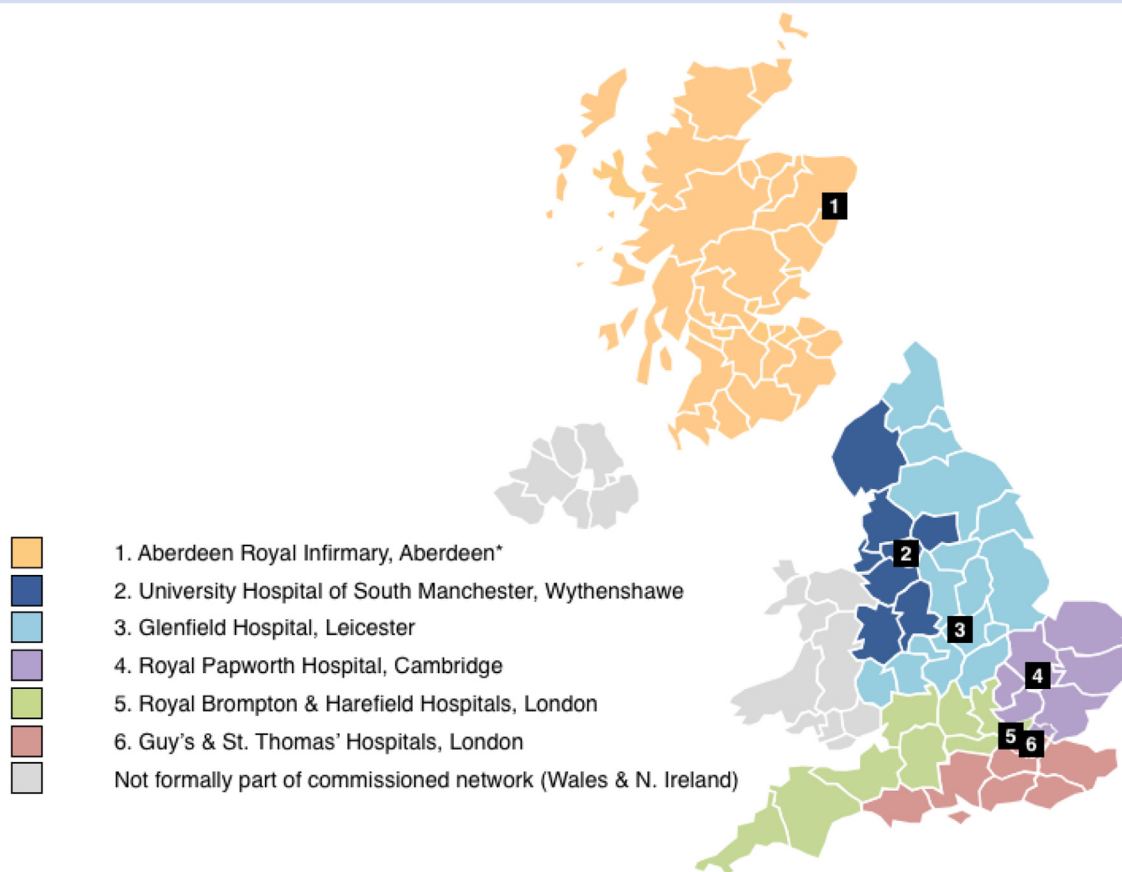 1
2
3
4
5
6
1. Aberdeen Royal Infirmary, Aberdeen*
2. University Hospital of South Manchester, Wythenshawe
3. Glenfield Hospital, Leicester
4. Royal Papworth Hospital, Cambridge
5. Royal Brompton & Harefield Hospitals, London
6. Guy's & St. Thomas' Hospitals, London
Not formally part of commissioned network (Wales & N. Ireland)